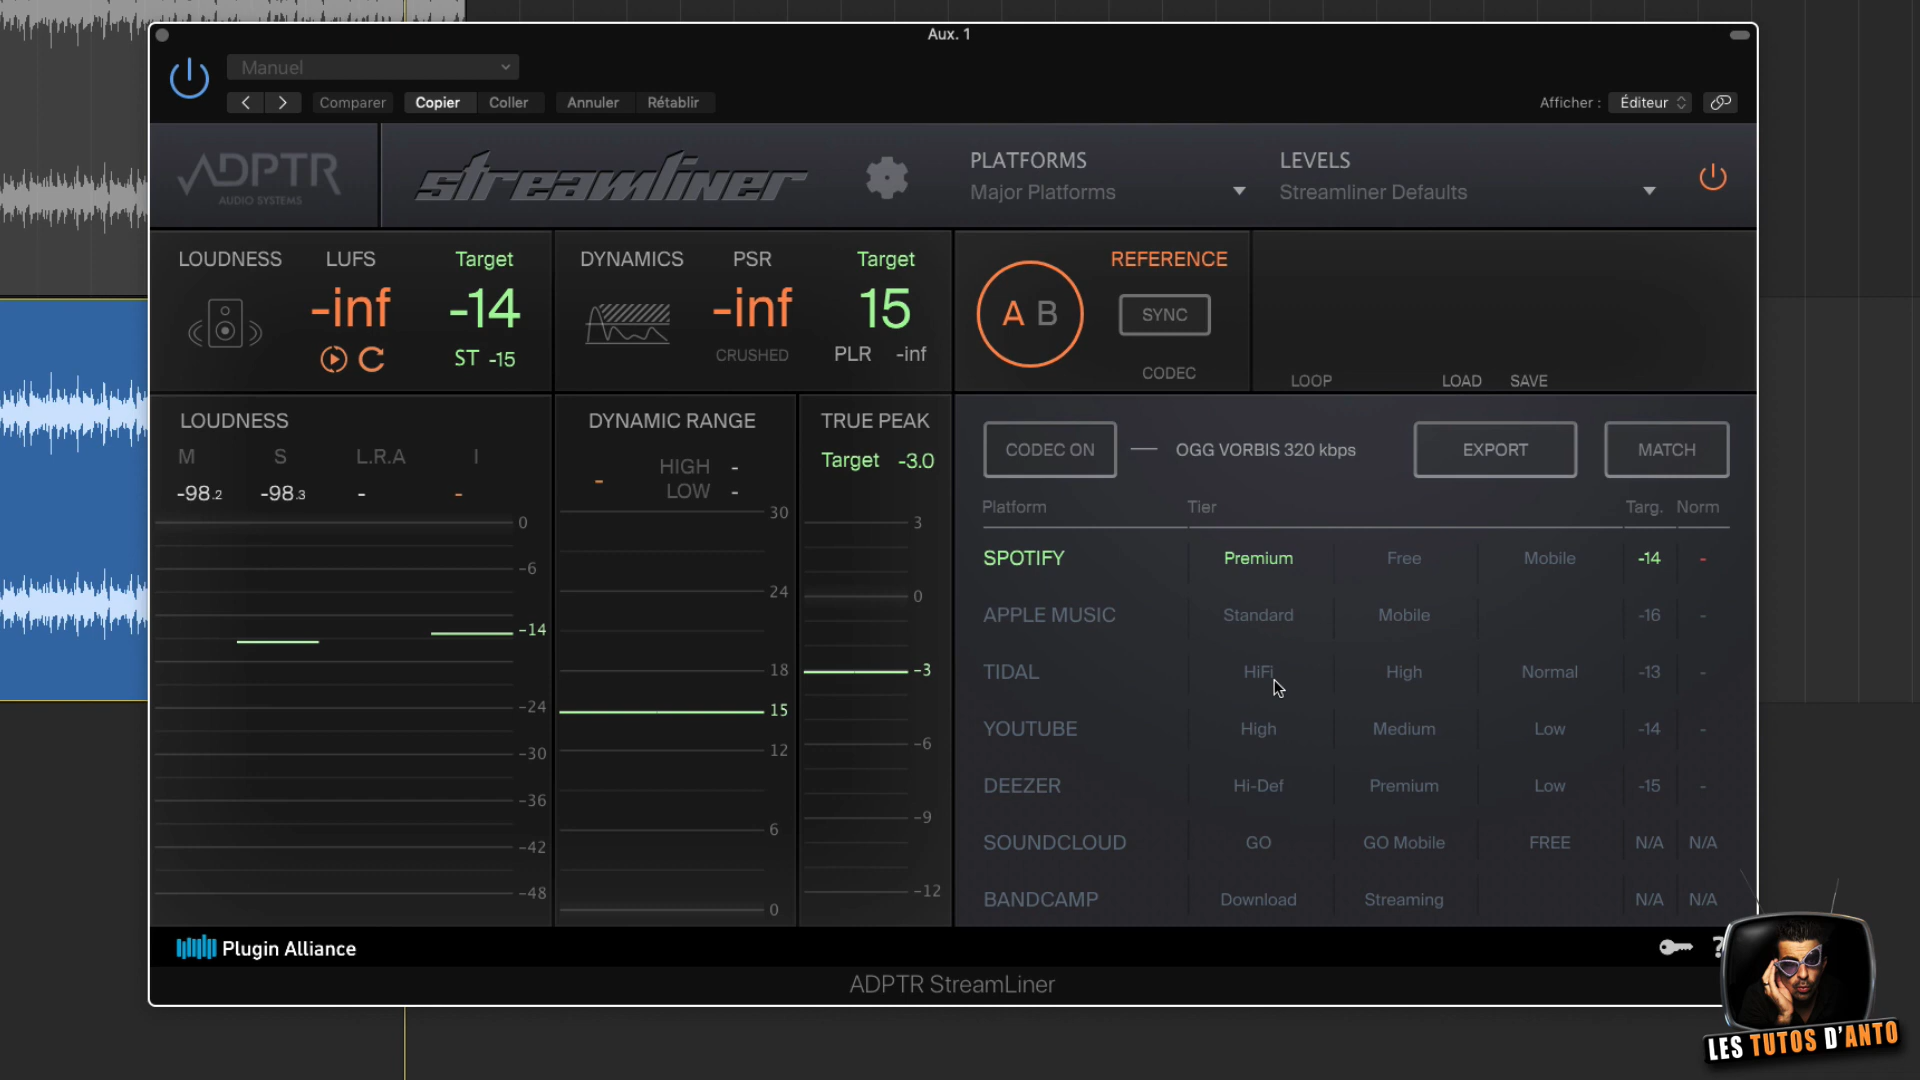 Aux. 1
Manuel
Comparer Copier Coller Annuler Rétablir Afficher : Éditeur
ADPTR
AUDIO SYSTEMS
streamliner
PLATFORMS
Major Platforms
LEVELS
Streamliner Defaults
LOUDNESS LUFS Target
-inf -14
ST -15
DYNAMICS PSR Target
-inf 15
CRUSHED PLR -inf
A B
REFERENCE
SYNC
CODEC
LOOP LOAD SAVE
LOUDNESS
M S L.R.A I
-98.2 -98.3 - -
0
-6
-14
-24
-30
-36
-42
-48
DYNAMIC RANGE
- HIGH -
LOW -
30
24
18
15
12
6
0
TRUE PEAK
Target -3.0
3
0
-3
-6
-9
-12
CODEC ON — OGG VORBIS 320 kbps EXPORT MATCH
Platform Tier Targ. Norm
SPOTIFY Premium Free Mobile -14 -
APPLE MUSIC Standard Mobile -16 -
TIDAL HiFi High Normal -13 -
YOUTUBE High Medium Low -14 -
DEEZER Hi-Def Premium Low -15 -
SOUNDCLOUD GO GO Mobile FREE N/A N/A
BANDCAMP Download Streaming N/A N/A
Plugin Alliance ?
ADPTR StreamLiner
LES TUTOS D'ANTO